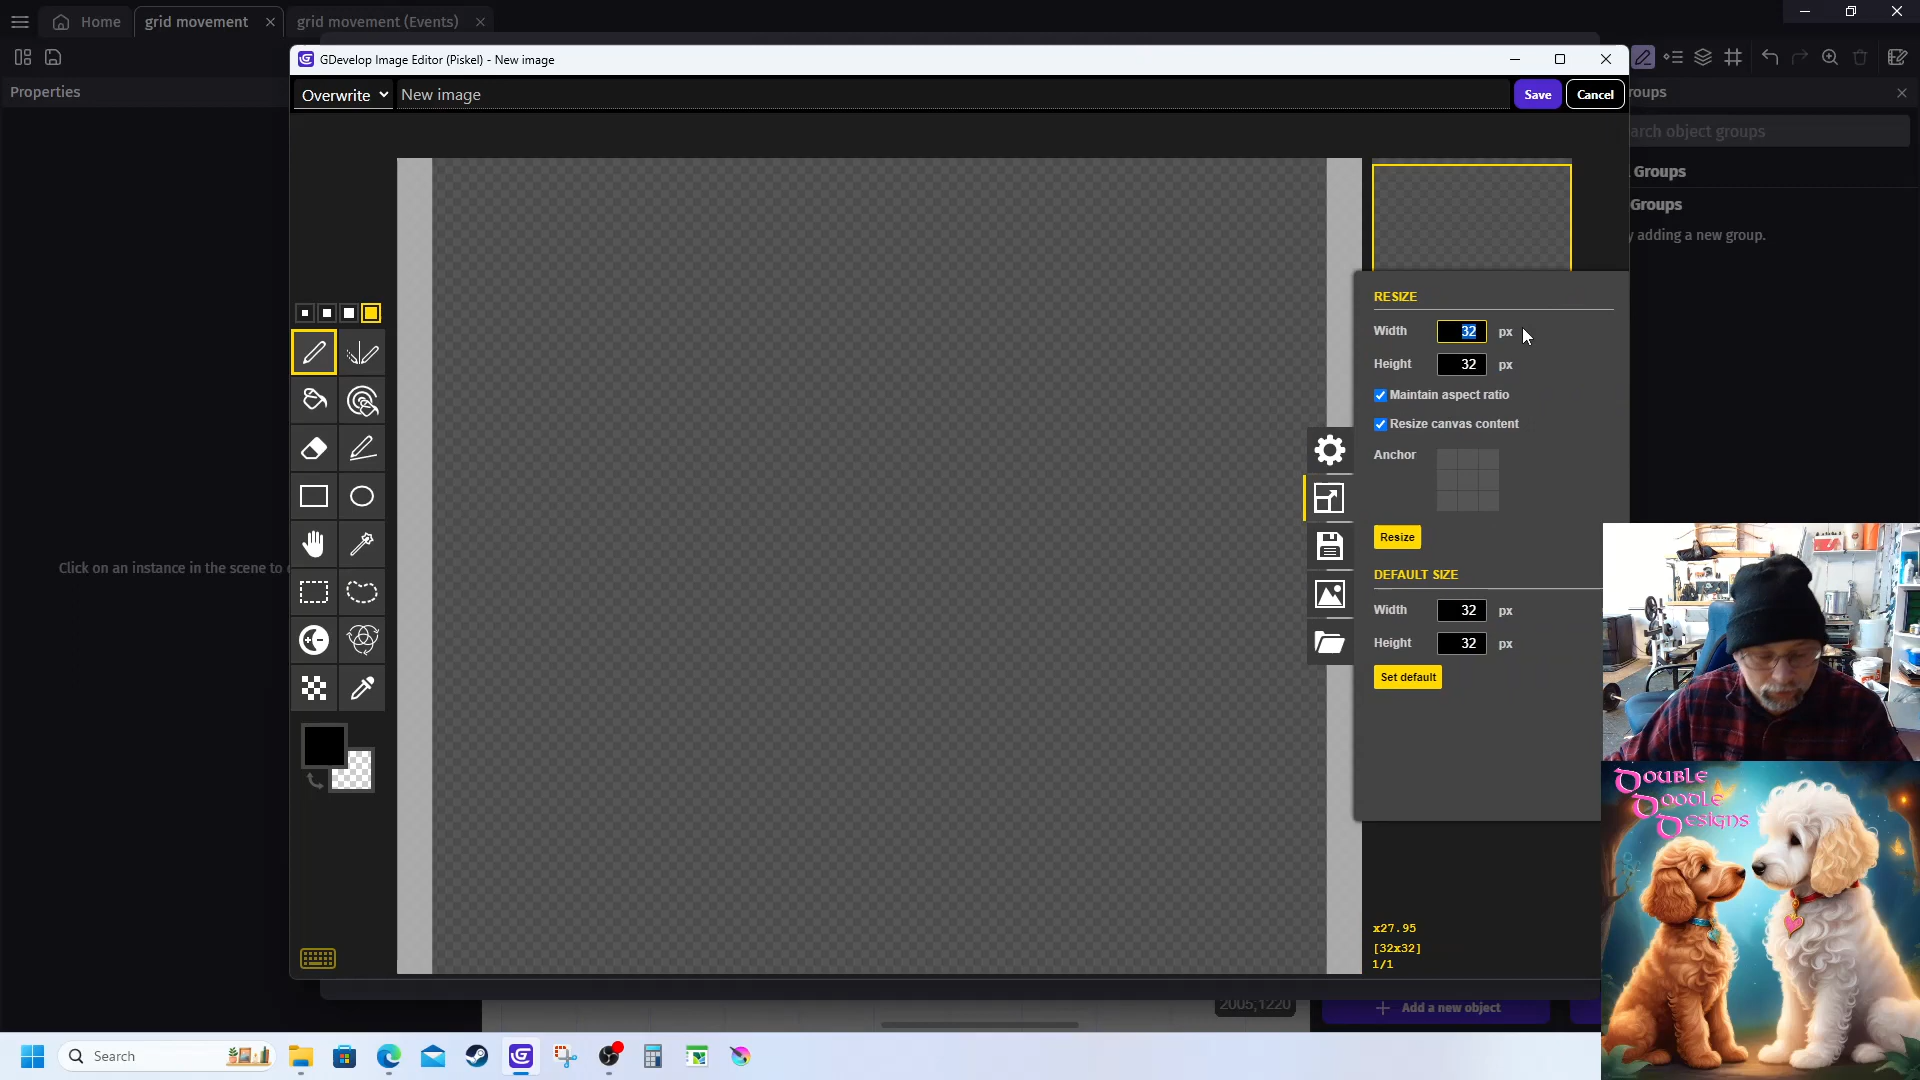 Home
grid movement
grid movement (Events)
GDevelop Image Editor (Piskel) - New image
Properties
Overwrite
New image
Save
Cancel
oups
arch object groups
Groups
Groups
y adding a new group.
RESIZE
Width 32 px
Height 32 px
Maintain aspect ratio
Resize canvas content
Anchor
Resize
DEFAULT SIZE
Width 32 px
Height 32 px
Set default
Click on an instance in the scene to
x27.95
[32x32]
1/1
2005;1220
Add a new object
Double
Doodle
Designs
Search